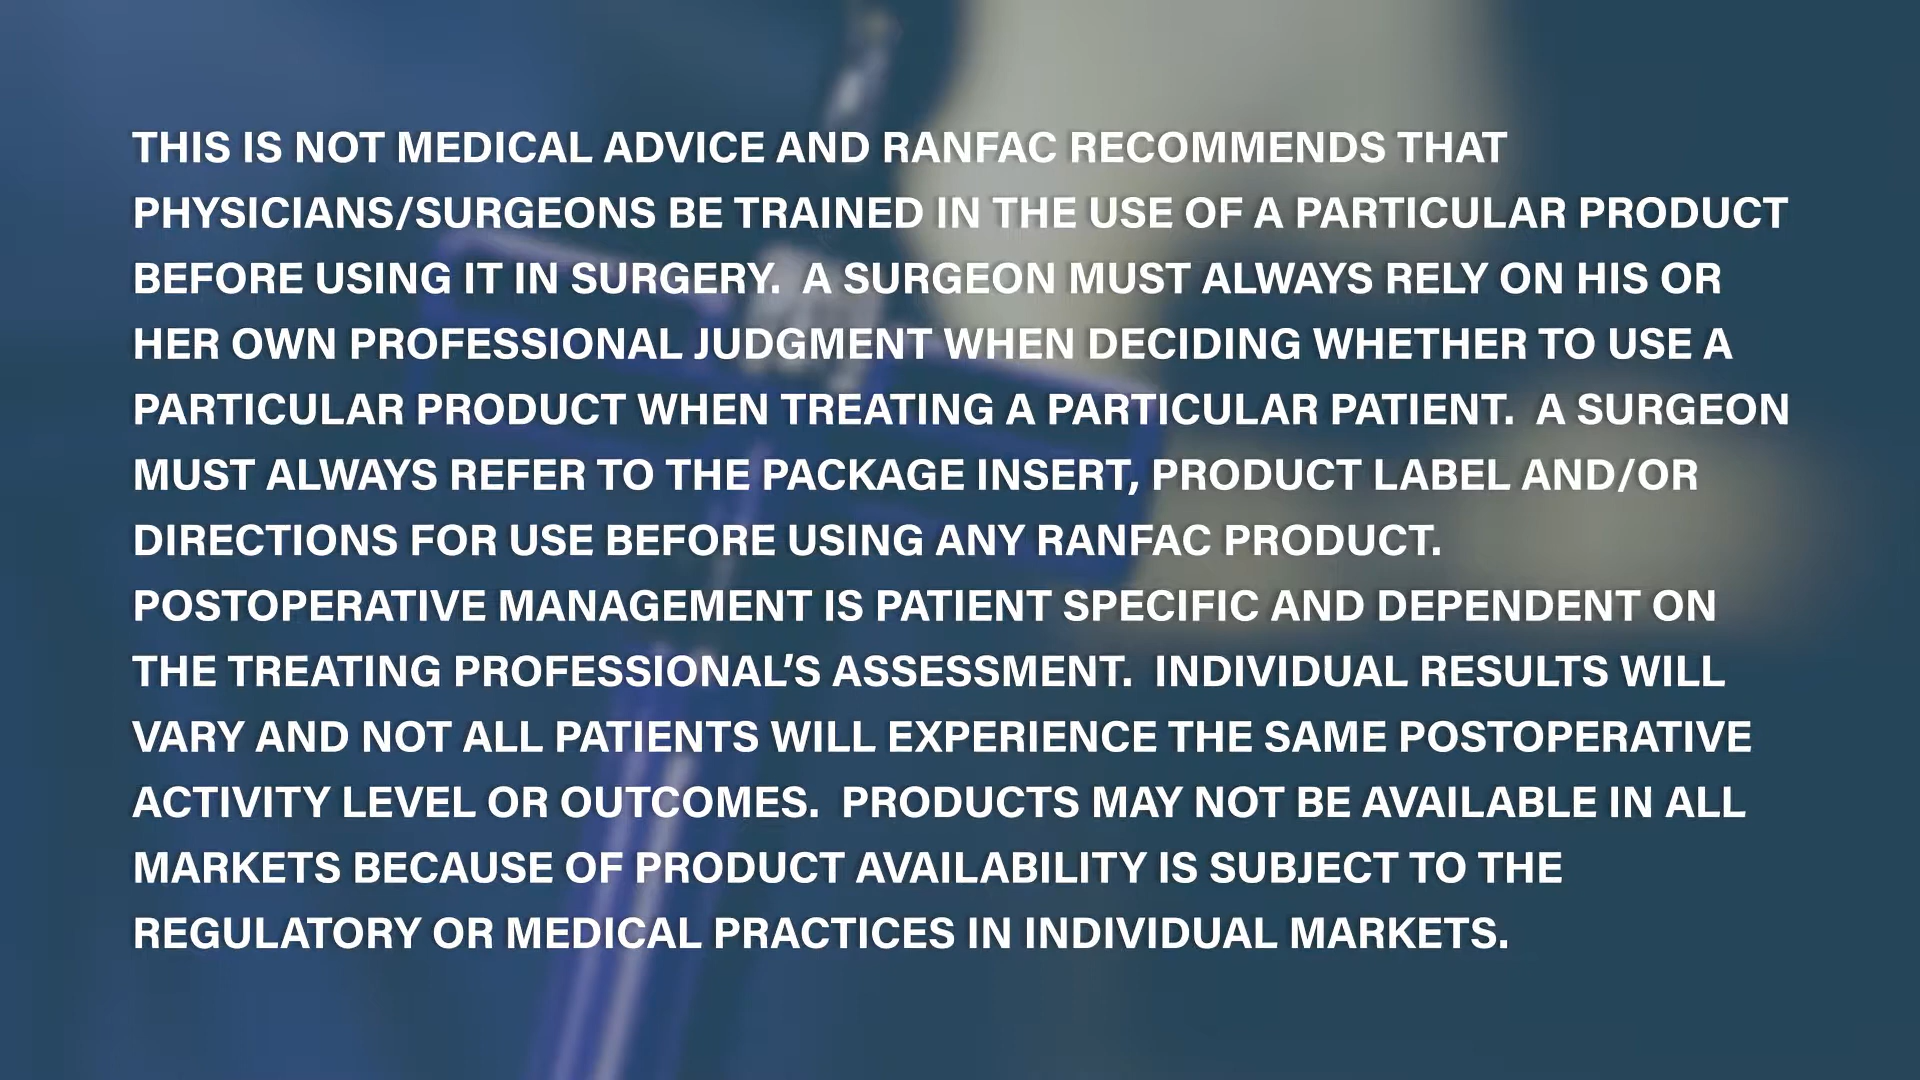 THIS IS NOT MEDICAL ADVICE AND RANFAC RECOMMENDS THAT
PHYSICIANS/SURGEONS BE TRAINED IN THE USE OF A PARTICULAR PRODUCT
BEFORE USING IT IN SURGERY.  A SURGEON MUST ALWAYS RELY ON HIS OR
HER OWN PROFESSIONAL JUDGMENT WHEN DECIDING WHETHER TO USE A
PARTICULAR PRODUCT WHEN TREATING A PARTICULAR PATIENT.  A SURGEON
MUST ALWAYS REFER TO THE PACKAGE INSERT, PRODUCT LABEL AND/OR
DIRECTIONS FOR USE BEFORE USING ANY RANFAC PRODUCT.
POSTOPERATIVE MANAGEMENT IS PATIENT SPECIFIC AND DEPENDENT ON
THE TREATING PROFESSIONAL’S ASSESSMENT.  INDIVIDUAL RESULTS WILL
VARY AND NOT ALL PATIENTS WILL EXPERIENCE THE SAME POSTOPERATIVE
ACTIVITY LEVEL OR OUTCOMES.  PRODUCTS MAY NOT BE AVAILABLE IN ALL
MARKETS BECAUSE OF PRODUCT AVAILABILITY IS SUBJECT TO THE
REGULATORY OR MEDICAL PRACTICES IN INDIVIDUAL MARKETS.